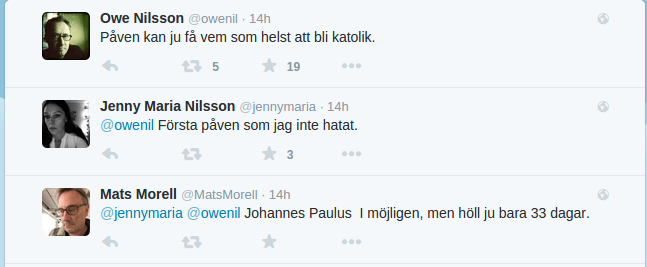 Owe Nilsson @owenil · 14h
Påven kan ju få vem som helst att bli katolik.
5 19
Jenny Maria Nilsson @jennymaria · 14h
@owenil Första påven som jag inte hatat.
3
Mats Morell @MatsMorell · 14h
@jennymaria @owenil Johannes Paulus  I möjligen, men höll ju bara 33 dagar.